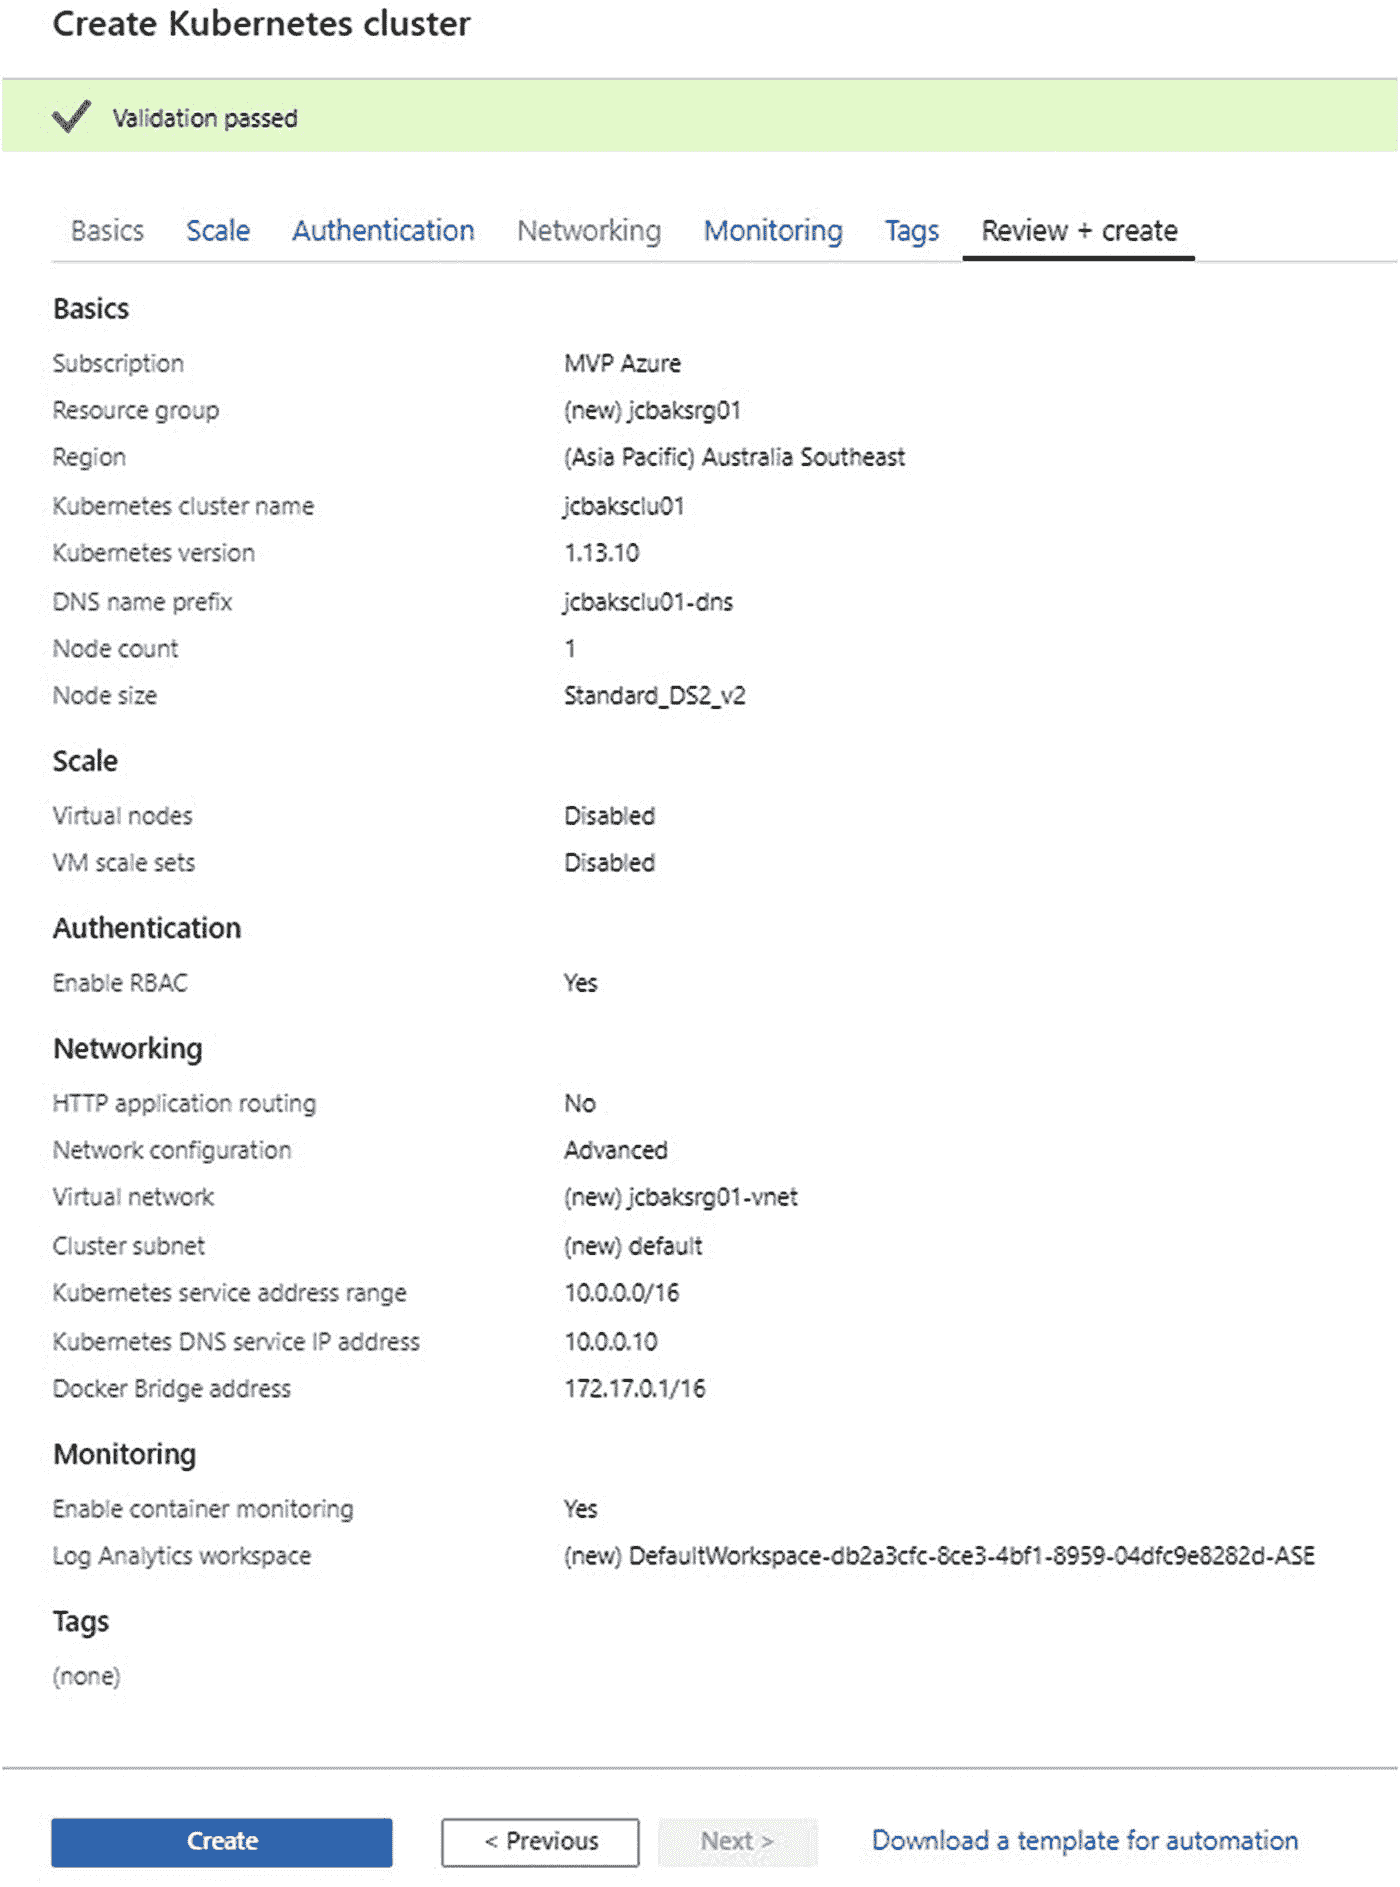 Create Kubernetes cluster
Validation passed
Basics Scale Authentication Networking Monitoring Tags Review + create
Basics
Subscription MVP Azure
Resource group (new) jcbaksrg01
Region (Asia Pacific) Australia Southeast
Kubernetes cluster name jcbaksclu01
Kubernetes version 1.13.10
DNS name prefix jcbaksclu01-dns
Node count 1
Node size Standard_DS2_v2
Scale
Virtual nodes Disabled
VM scale sets Disabled
Authentication
Enable RBAC Yes
Networking
HTTP application routing No
Network configuration Advanced
Virtual network (new) jcbaksrg01-vnet
Cluster subnet (new) default
Kubernetes service address range 10.0.0.0/16
Kubernetes DNS service IP address 10.0.0.10
Docker Bridge address 172.17.0.1/16
Monitoring
Enable container monitoring Yes
Log Analytics workspace (new) DefaultWorkspace-db2a3cfc-8ce3-4bf1-8959-04dfc9e8282d-ASE
Tags
(none)
Create < Previous Next > Download a template for automation